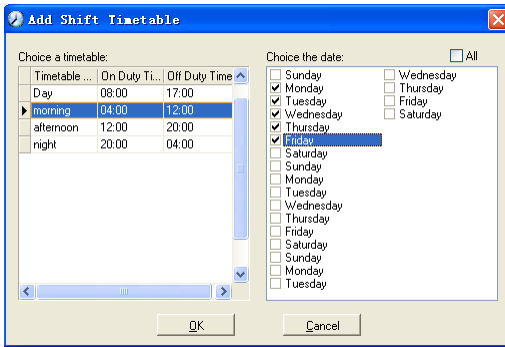 Add Shift Timetable
Choice a timetable:
Timetable ... On Duty Ti... Off Duty Time
Day 08:00 17:00
morning 04:00 12:00
afternoon 12:00 20:00
night 20:00 04:00
Choice the date:
All
Sunday
Monday
Tuesday
Wednesday
Thursday
Friday
Saturday
Sunday
Monday
Tuesday
Wednesday
Thursday
Friday
Saturday
Sunday
Monday
Tuesday
Wednesday
Thursday
Friday
Saturday
OK
Cancel